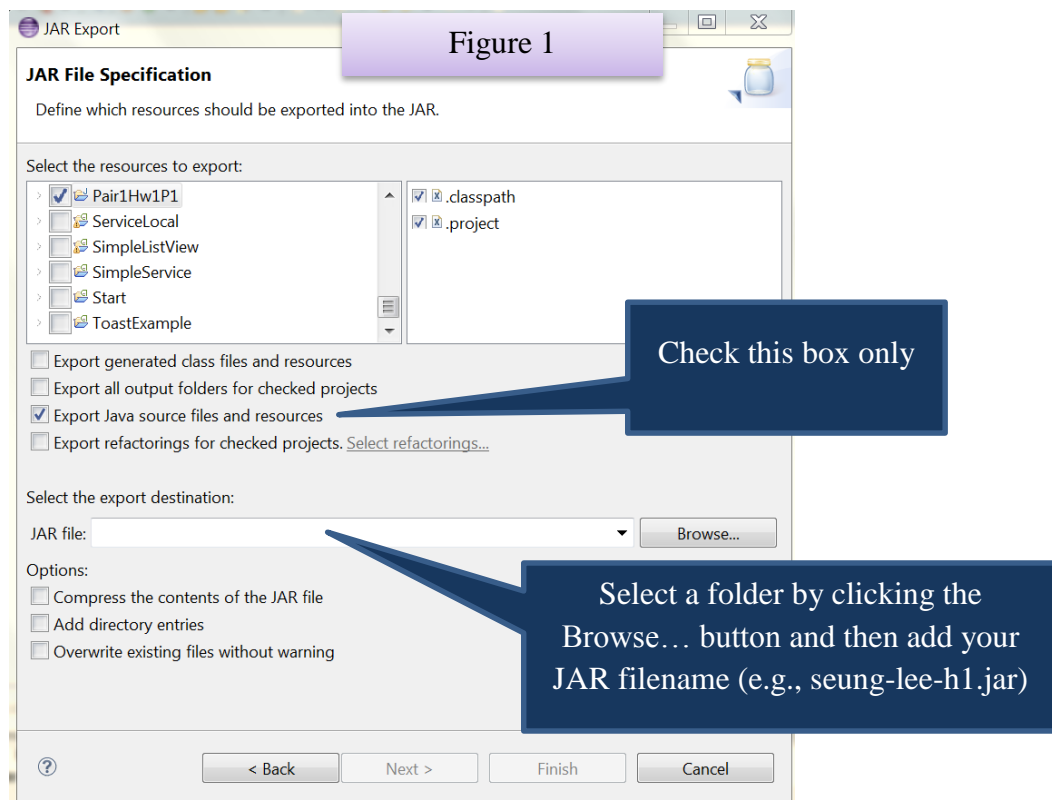 JAR Export
Figure 1
JAR File Specification
Define which resources should be exported into the JAR.
Select the resources to export:
Pair1Hw1P1
ServiceLocal
SimpleListView
SimpleService
Start
ToastExample
.classpath
.project
Check this box only
Export generated class files and resources
Export all output folders for checked projects
Export Java source files and resources
Export refactorings for checked projects. Select refactorings...
Select the export destination:
JAR file:
Browse...
Options:
Compress the contents of the JAR file
Add directory entries
Overwrite existing files without warning
Select a folder by clicking the
Browse… button and then add your
JAR filename (e.g., seung-lee-h1.jar)
< Back
Next >
Finish
Cancel